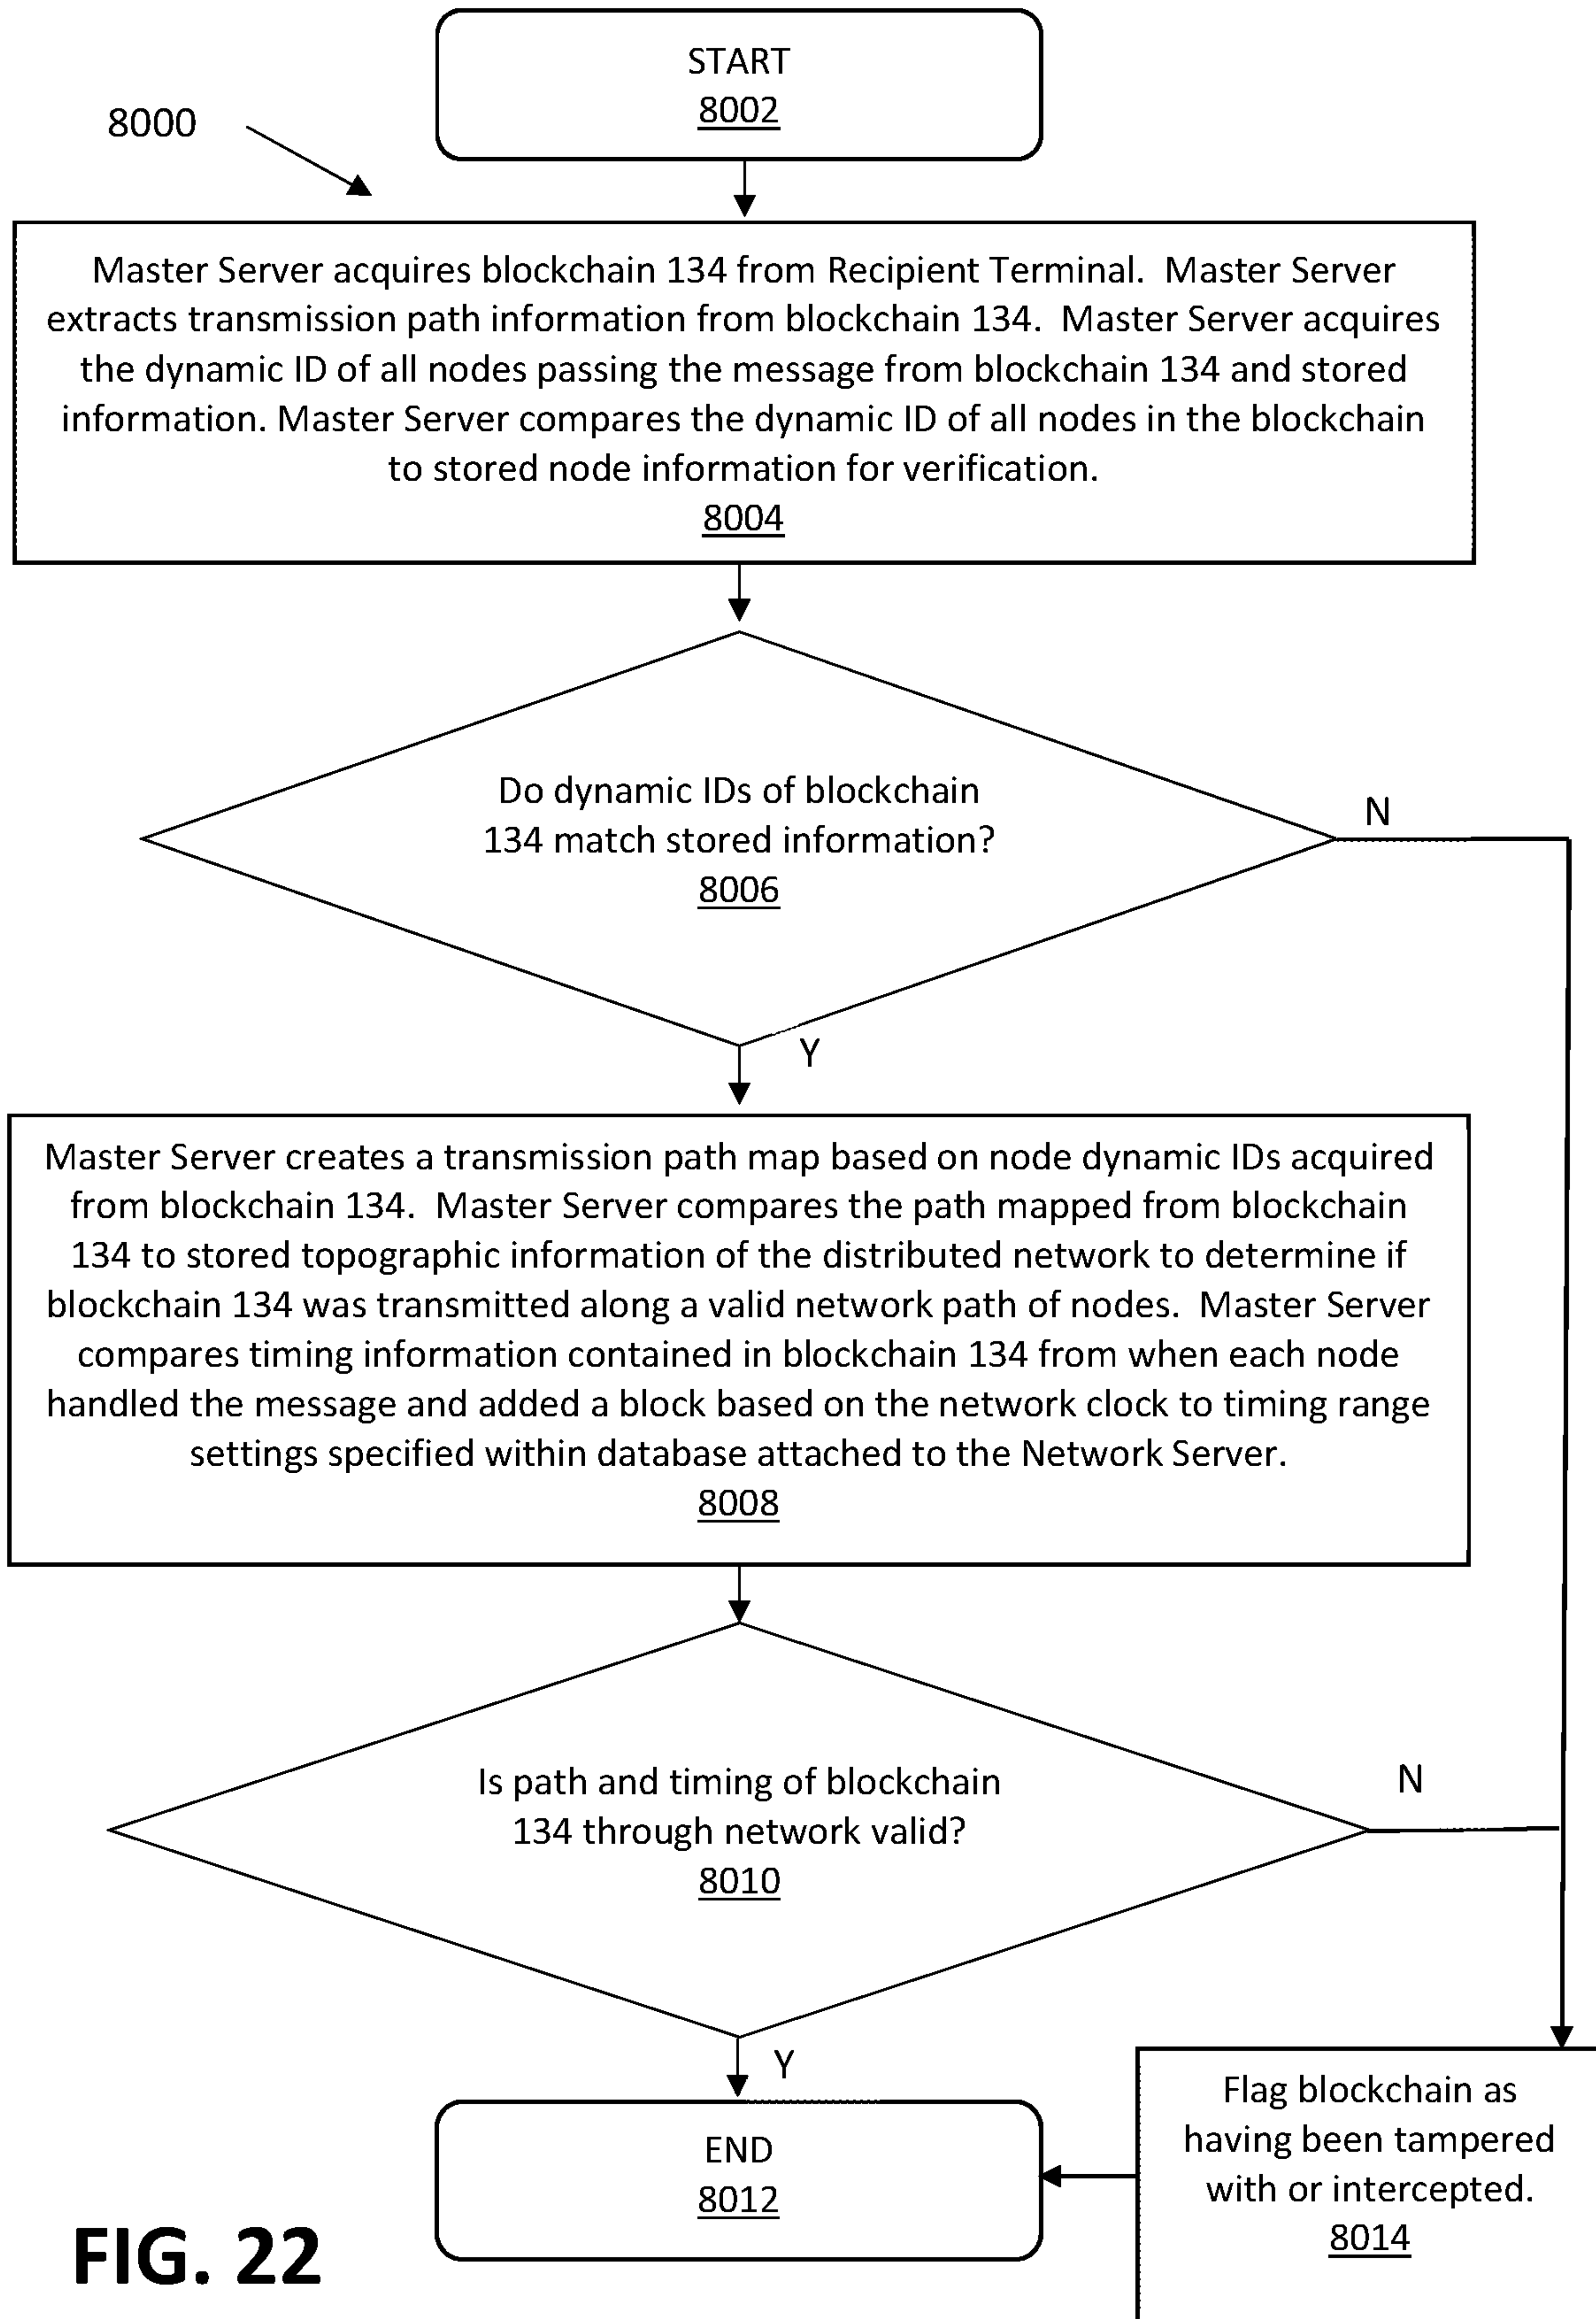 START
8002
8000
Master Server acquires blockchain 134 from Recipient Terminal. Master Server
extracts transmission path information from blockchain 134. Master Server acquires
the dynamic ID of all nodes passing the message from blockchain 134 and stored
information. Master Server compares the dynamic ID of all nodes in the blockchain
to stored node information for verification.
8004
Do dynamic IDs of blockchain
134 match stored information?
8006
N
Y
Master Server creates a transmission path map based on node dynamic IDs acquired
from blockchain 134. Master Server compares the path mapped from blockchain
134 to stored topographic information of the distributed network to determine if
blockchain 134 was transmitted along a valid network path of nodes. Master Server
compares timing information contained in blockchain 134 from when each node
handled the message and added a block based on the network clock to timing range
settings specified within database attached to the Network Server.
8008
Is path and timing of blockchain
134 through network valid?
8010
N
Y
END
8012
Flag blockchain as
having been tampered
with or intercepted.
8014
FIG. 22